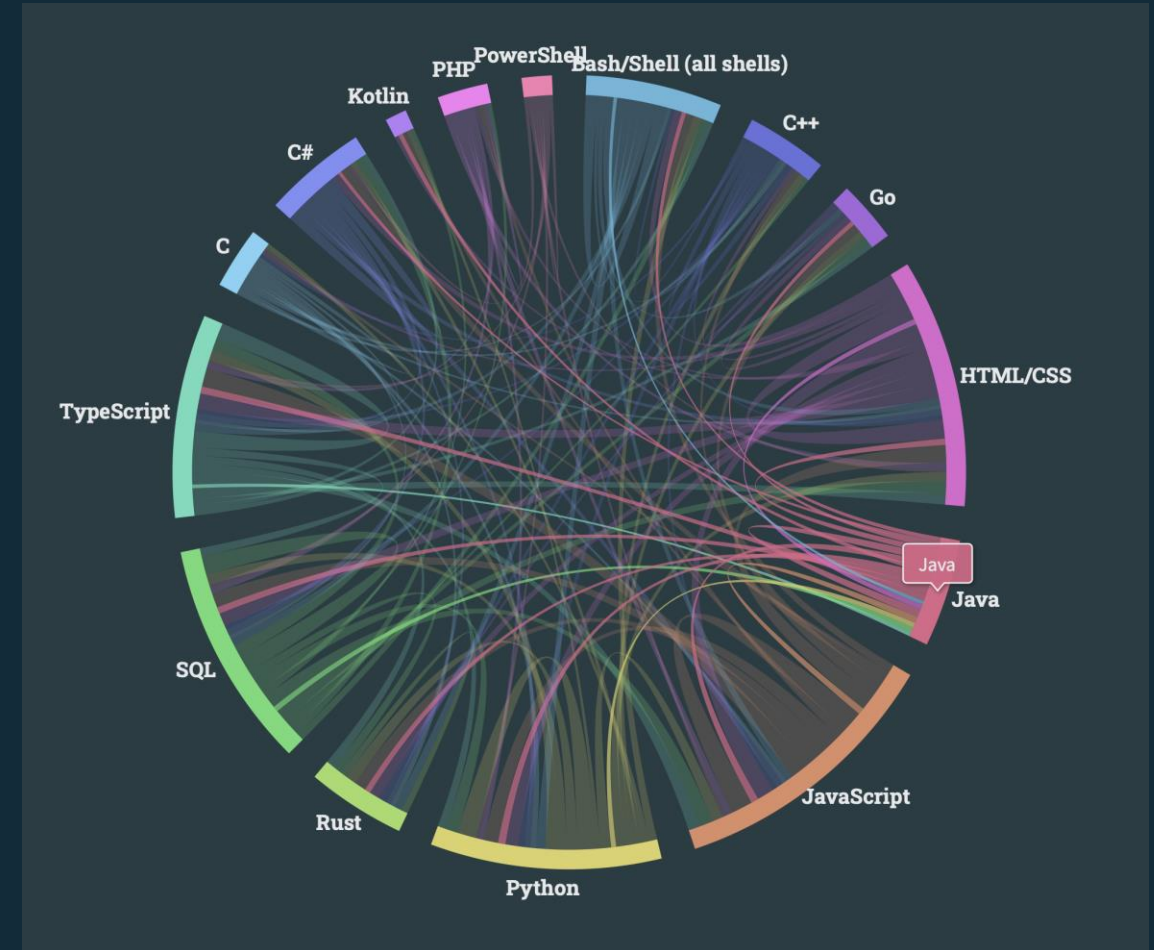 PowerShell
Bash/Shell (all shells)
PHP
Kotlin
C++
C#
Go
C
HTML/CSS
TypeScript
Java
Java
SQL
JavaScript
Rust
Python